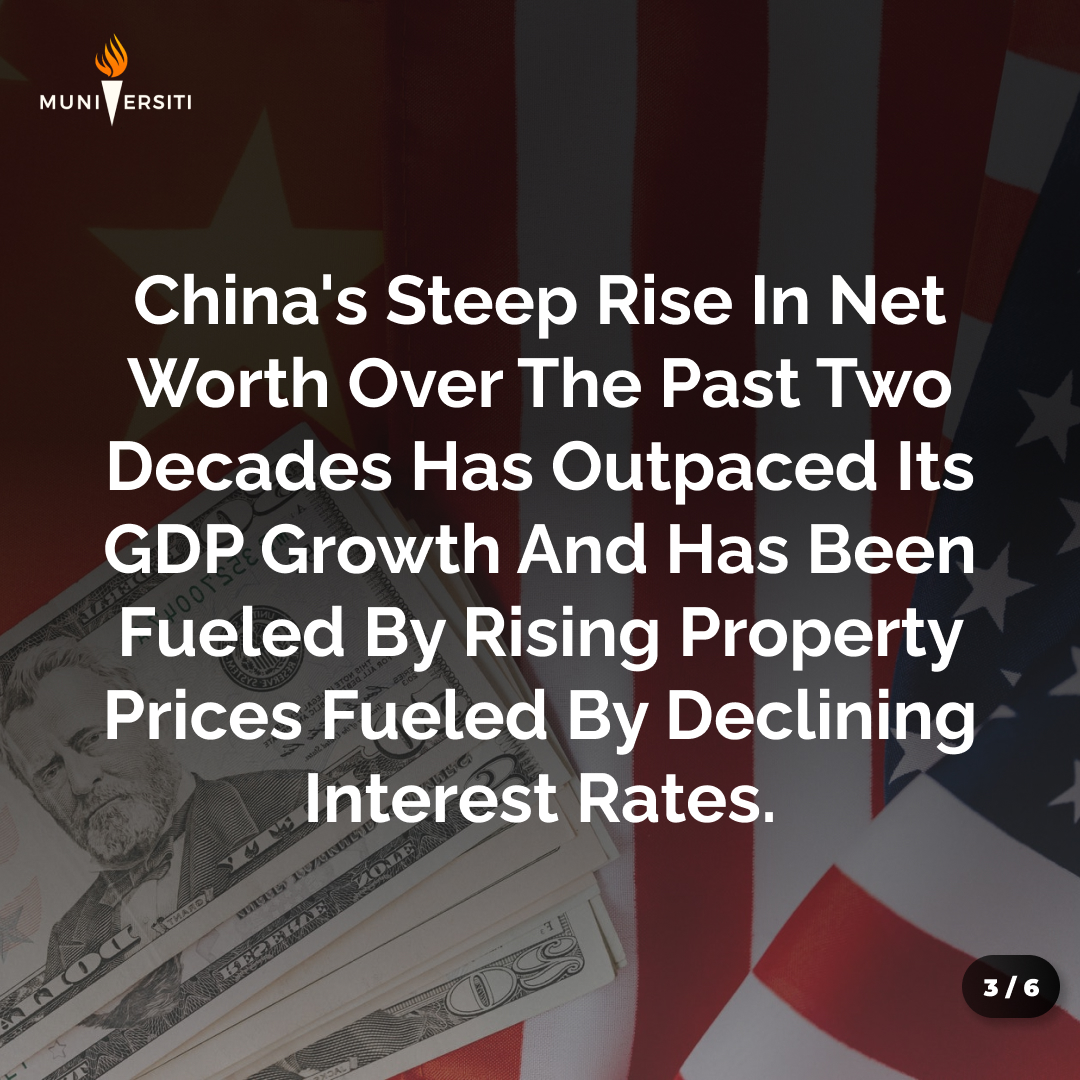 MUNIVERSITI
China's Steep Rise In Net
Worth Over The Past Two
Decades Has Outpaced Its
GDP Growth And Has Been
Fueled By Rising Property
Prices Fueled By Declining
Interest Rates.
3 / 6